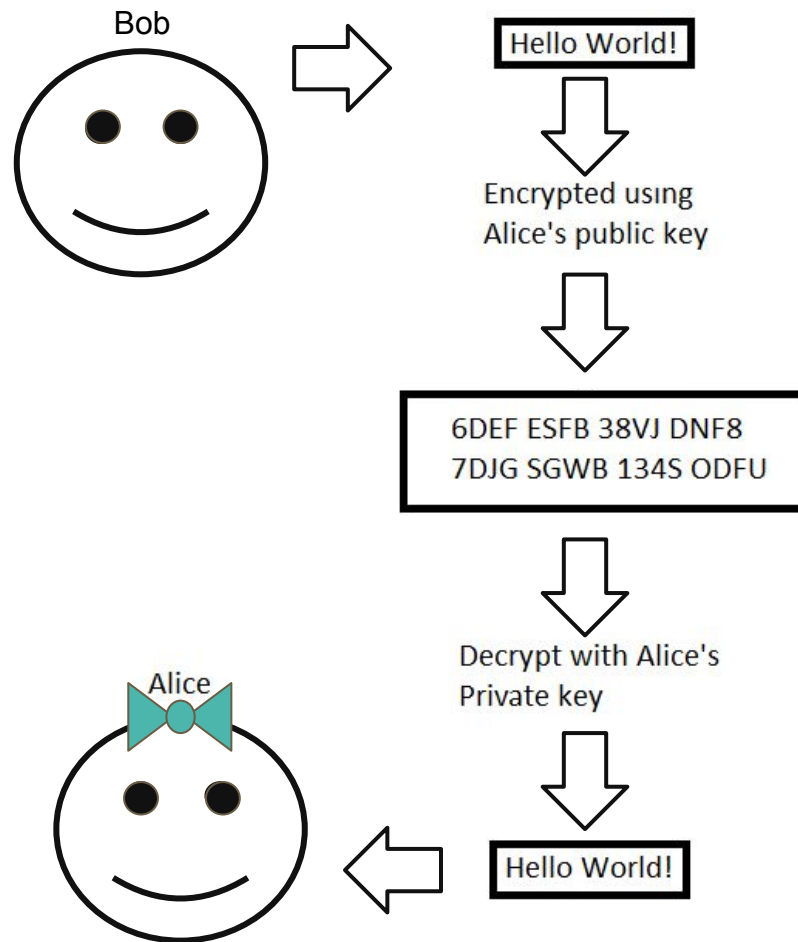 Bob
Hello World!
Encrypted using
Alice's public key
6DEF ESFB 38VJ DNF8
7DJG SGWB 134S ODFU
Decrypt with Alice's
Private key
Alice
Hello World!